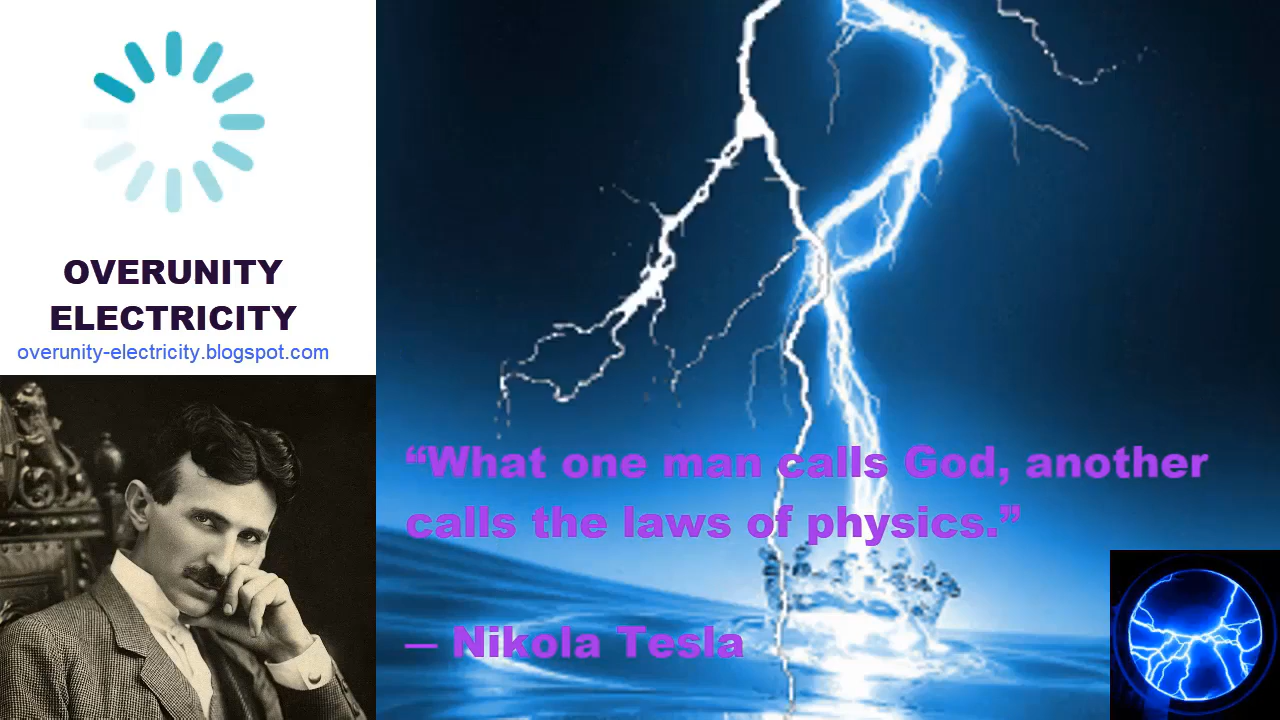 OVERUNITY
ELECTRICITY
overunity-electricity.blogspot.com
“What one man calls God, another
calls the laws of physics.”
— Nikola Tesla